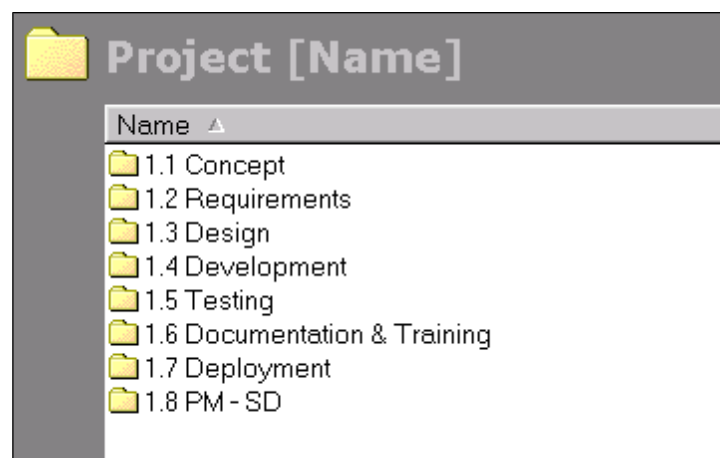 Project [Name]
Name
1.1 Concept
1.2 Requirements
1.3 Design
1.4 Development
1.5 Testing
1.6 Documentation & Training
1.7 Deployment
1.8 PM - SD